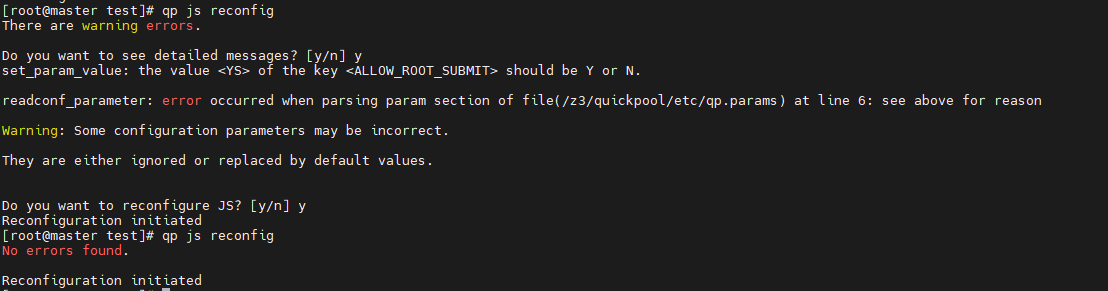 [root@master test]# qp js reconfig
There are warning errors.
Do you want to see detailed messages? [y/n] y
set_param_value: the value <YS> of the key <ALLOW_ROOT_SUBMIT> should be Y or N.
readconf_parameter: error occurred when parsing param section of file(/z3/quickpool/etc/qp.params) at line 6: see above for reason
Warning: Some configuration parameters may be incorrect.
They are either ignored or replaced by default values.
Do you want to reconfigure JS? [y/n] y
Reconfiguration initiated
[root@master test]# qp js reconfig
No errors found.
Reconfiguration initiated